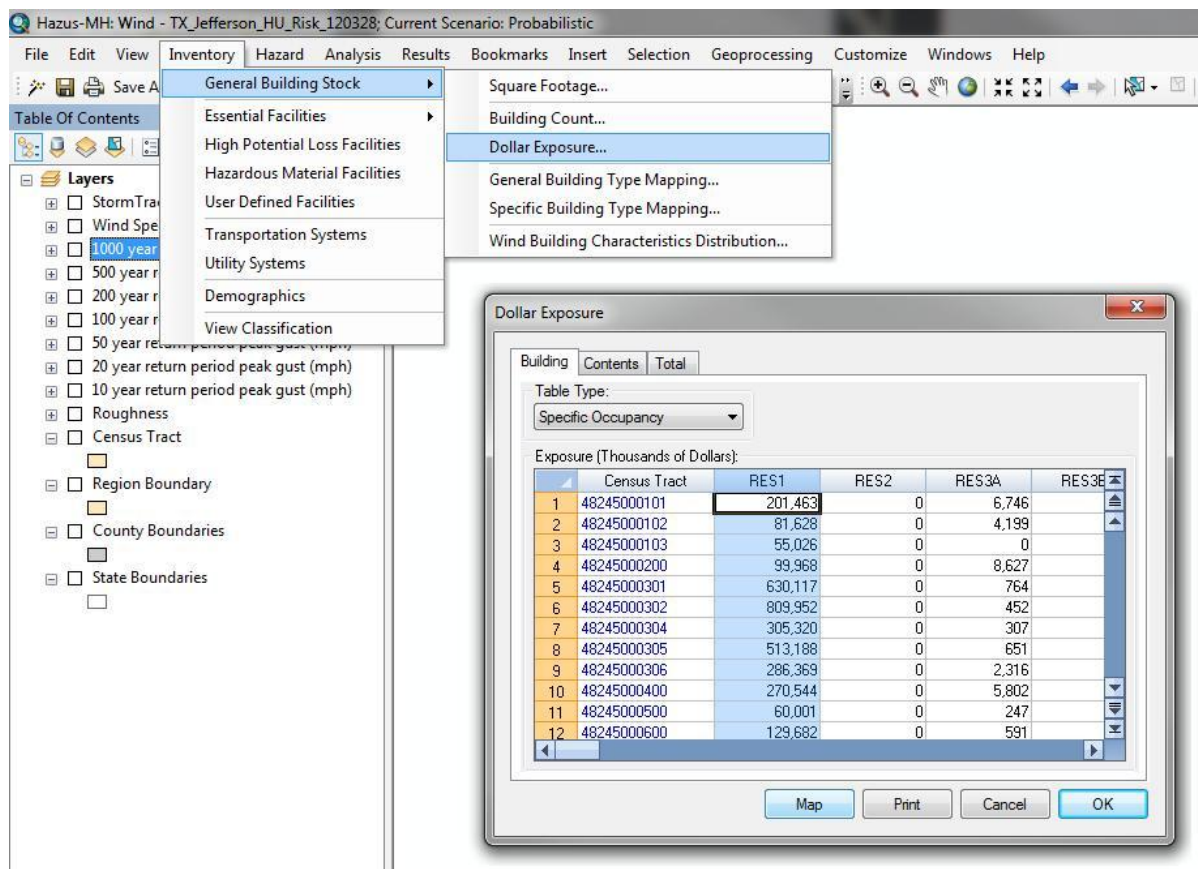 Hazus-MH: Wind - TX_Jefferson_HU_Risk_120328; Current Scenario: Probabilistic
File Edit View Inventory Hazard Analysis Results Bookmarks Insert Selection Geoprocessing Customize Windows Help
Save A
General Building Stock
Essential Facilities
High Potential Loss Facilities
Hazardous Material Facilities
User Defined Facilities
Transportation Systems
Utility Systems
Demographics
View Classification
Square Footage...
Building Count...
Dollar Exposure...
General Building Type Mapping...
Specific Building Type Mapping...
Wind Building Characteristics Distribution...
Table Of Contents
Layers
StormTra
Wind Spe
1000 year
500 year r
200 year r
100 year r
50 year return period peak gust (mph)
20 year return period peak gust (mph)
10 year return period peak gust (mph)
Roughness
Census Tract
Region Boundary
County Boundaries
State Boundaries
Dollar Exposure
Building Contents Total
Table Type:
Specific Occupancy
Exposure (Thousands of Dollars):
Census Tract RES1 RES2 RES3A RES3B
1 48245000101 201,463 0 6,746
2 48245000102 81,628 0 4,199
3 48245000103 55,026 0 0
4 48245000200 99,968 0 8,627
5 48245000301 630,117 0 764
6 48245000302 809,952 0 452
7 48245000304 305,320 0 307
8 48245000305 513,188 0 651
9 48245000306 286,369 0 2,316
10 48245000400 270,544 0 5,802
11 48245000500 60,001 0 247
12 48245000600 129,682 0 591
Map Print Cancel OK